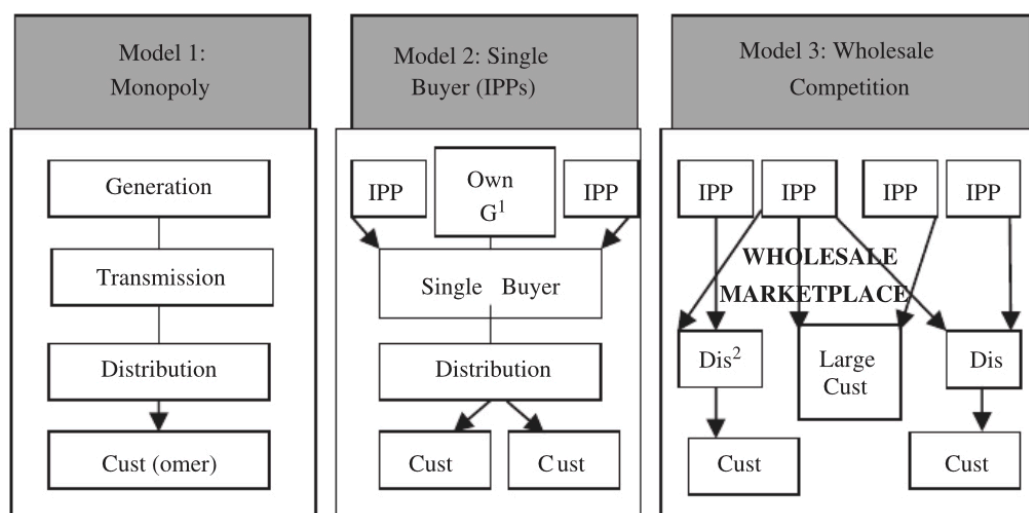 Model 1:
Monopoly
Generation
Transmission
Distribution
Cust (omer)
Model 2: Single
Buyer (IPPs)
IPP
Own
G¹
IPP
Single Buyer
Distribution
Cust
Cust
Model 3: Wholesale
Competition
IPP
IPP
IPP
IPP
WHOLESALE
MARKETPLACE
Dis²
Large
Cust
Dis
Cust
Cust